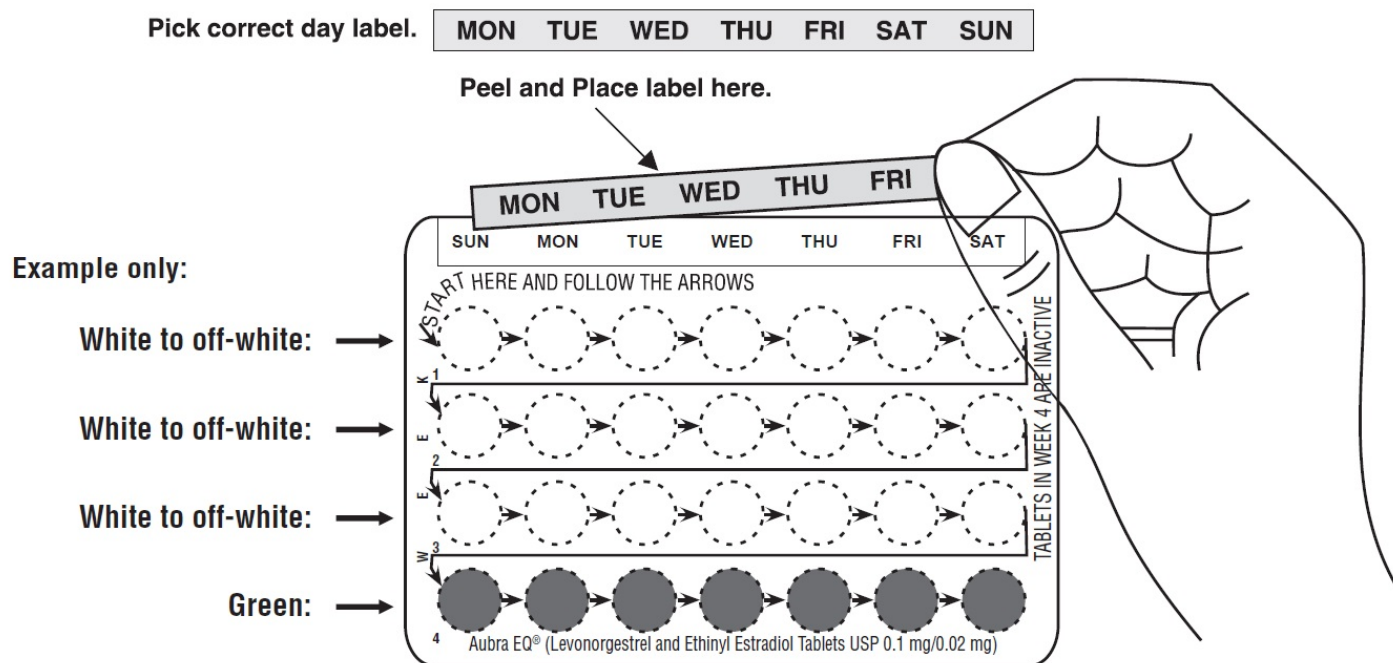 Pick correct day label. MON TUE WED THU FRI SAT SUN
Peel and Place label here.
MON TUE WED THU FRI
SUN MON TUE WED THU FRI SAT
Example only:
START HERE AND FOLLOW THE ARROWS
White to off-white:
1
White to off-white:
2
White to off-white:
3
Green:
4
WEEK
TABLETS IN WEEK 4 ARE INACTIVE
Aubra EQ® (Levonorgestrel and Ethinyl Estradiol Tablets USP 0.1 mg/0.02 mg)